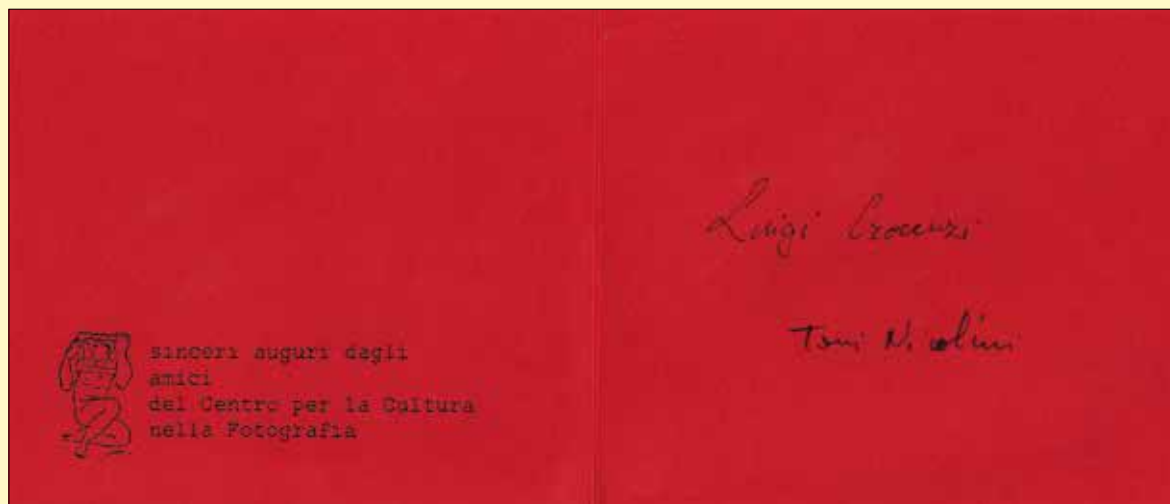 sinceri auguri dagli
amici
del Centro per la Cultura
nella Fotografia
Luigi Crocenzi
Toni Nicolini